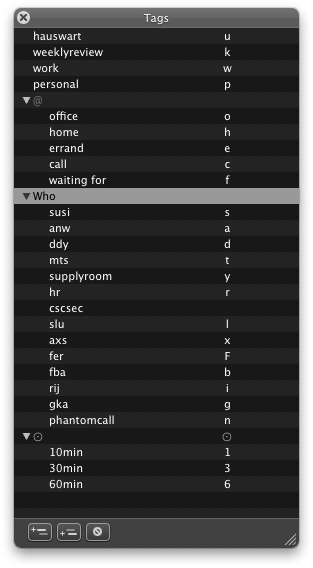 Tags
hauswart u
weeklyreview k
work w
personal p
@
office o
home h
errand e
call c
waiting for f
Who
susi s
anw a
ddy d
mts t
supplyroom y
hr r
cscsec
slu l
axs x
fer F
fba b
rij i
gka g
phantomcall n
⊙ ⊙
10min 1
30min 3
60min 6